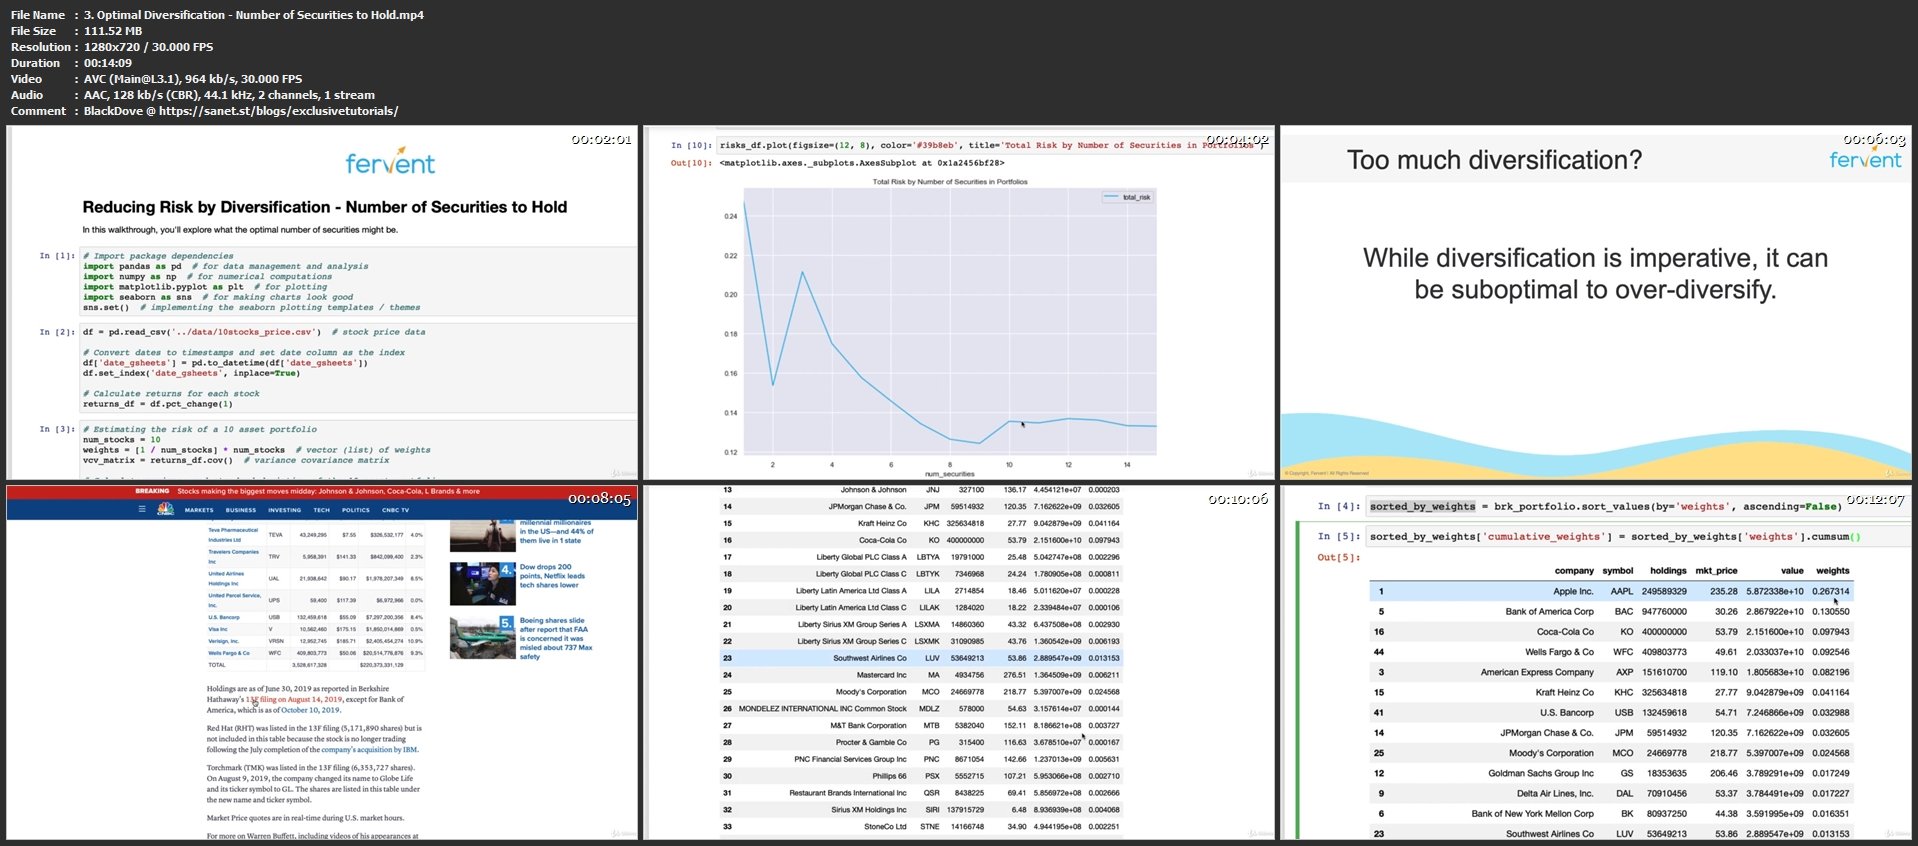 File Name : 3. Optimal Diversification - Number of Securities to Hold.mp4
File Size : 111.52 MB
Resolution : 1280x720 / 30.000 FPS
Duration : 00:14:09
Video : AVC (Main@L3.1), 964 kb/s, 30.000 FPS
Audio : AAC, 128 kb/s (CBR), 44.1 kHz, 2 channels, 1 stream
Comment : BlackDove @ https://sanet.st/blogs/exclusivetutorials/
00:02:01
fervent
Reducing Risk by Diversification - Number of Securities to Hold
In this walkthrough, you'll explore what the optimal number of securities might be.
In [1]: # Import package dependencies
import pandas as pd # for data management and analysis
import numpy as np # for numerical computations
import matplotlib.pyplot as plt # for plotting
import seaborn as sns # for making charts look good
sns.set() # implementing the seaborn plotting templates / themes
In [2]: df = pd.read_csv('../data/10stocks_price.csv') # stock price data
# Convert dates to timestamps and set date column as the index
df['date_gsheets'] = pd.to_datetime(df['date_gsheets'])
df.set_index('date_gsheets', inplace=True)
# Calculate returns for each stock
returns_df = df.pct_change(1)
In [3]: # Estimating the risk of a 10 asset portfolio
num_stocks = 10
weights = [1 / num_stocks] * num_stocks # vector (list) of weights
vcv_matrix = returns_df.cov() # variance covariance matrix
00:04:02
In [10]: risks_df.plot(figsize=(12, 8), color='#39b8eb', title='Total Risk by Number of Securities in Portfolios')
Out[10]: <matplotlib.axes._subplots.AxesSubplot at 0x1a2456bf28>
Total Risk by Number of Securities in Portfolios
total_risk
0.24
0.22
0.20
0.18
0.16
0.14
0.12
2 4 6 8 10 12 14
num_securities
00:06:03
Too much diversification?
fervent
While diversification is imperative, it can
be suboptimal to over-diversify.
© Copyright, Fervent | All Rights Reserved
00:08:05
BREAKING Stocks making the biggest moves midday: Johnson & Johnson, Coca-Cola, L Brands & more
CNBC MARKETS BUSINESS INVESTING TECH POLITICS CNBC TV
Teva Pharmaceutical Industries Ltd TEVA 43,249,295 $7.55 $326,532,177 4.0%
Travelers Companies Inc TRV 5,958,391 $141.33 $842,099,400 2.3%
United Airlines Holdings Inc UAL 21,938,642 $90.17 $1,978,207,349 8.5%
United Parcel Service, Inc. UPS 59,400 $117.39 $6,972,966 0.0%
U.S. Bancorp USB 132,459,618 $55.09 $7,297,200,356 8.4%
Visa Inc V 10,562,460 $175.15 $1,850,014,869 0.5%
Verisign, Inc. VRSN 12,952,745 $185.71 $2,405,454,274 10.9%
Wells Fargo & Co WFC 409,803,773 $50.06 $20,514,776,876 9.3%
TOTAL 3,528,617,328 $220,373,331,129
millennial millionaires
in the US—and 44% of
them live in 1 state
4. Dow drops 200
points, Netflix leads
tech shares lower
5. Boeing shares slide
after report that FAA
is concerned it was
misled about 737 Max
safety
Holdings are as of June 30, 2019 as reported in Berkshire
Hathaway's 13F filing on August 14, 2019, except for Bank of
America, which is as of October 10, 2019.
Red Hat (RHT) was listed in the 13F filing (5,171,890 shares) but is
not included in this table because the stock is no longer trading
following the July completion of the company's acquisition by IBM.
Torchmark (TMK) was listed in the 13F filing (6,353,727 shares).
On August 9, 2019, the company changed its name to Globe Life
and its ticker symbol to GL. The shares are listed in this table under
the new name and ticker symbol.
Market Price quotes are in real-time during U.S. market hours.
For more on Warren Buffett, including videos of his appearances at
00:10:06
13 Johnson & Johnson JNJ 327100 136.17 4.454121e+07 0.000203
14 JPMorgan Chase & Co. JPM 59514932 120.35 7.162622e+09 0.032605
15 Kraft Heinz Co KHC 325634818 27.77 9.042879e+09 0.041164
16 Coca-Cola Co KO 400000000 53.79 2.151600e+10 0.097943
17 Liberty Global PLC Class A LBTYA 19791000 25.48 5.042747e+08 0.002296
18 Liberty Global PLC Class C LBTYK 7346968 24.24 1.780905e+08 0.000811
19 Liberty Latin America Ltd Class A LILA 2714854 18.46 5.011620e+07 0.000228
20 Liberty Latin America Ltd Class C LILAK 1284020 18.22 2.339484e+07 0.000106
21 Liberty Sirius XM Group Series A LSXMA 14860360 43.32 6.437508e+08 0.002930
22 Liberty Sirius XM Group Series C LSXMK 31090985 43.76 1.360542e+09 0.006193
23 Southwest Airlines Co LUV 53649213 53.86 2.889547e+09 0.013153
24 Mastercard Inc MA 4934756 276.51 1.364509e+09 0.006211
25 Moody's Corporation MCO 24669778 218.77 5.397007e+09 0.024568
26 MONDELEZ INTERNATIONAL INC Common Stock MDLZ 578000 54.63 3.157614e+07 0.000144
27 M&T Bank Corporation MTB 5382040 152.11 8.186621e+08 0.003727
28 Procter & Gamble Co PG 315400 116.63 3.678510e+07 0.000167
29 PNC Financial Services Group Inc PNC 8671054 142.66 1.237013e+09 0.005631
30 Phillips 66 PSX 5552715 107.21 5.953066e+08 0.002710
31 Restaurant Brands International Inc QSR 8438225 69.41 5.856972e+08 0.002666
32 Sirius XM Holdings Inc SIRI 137915729 6.48 8.936939e+08 0.004068
33 StoneCo Ltd STNE 14166748 34.90 4.944195e+08 0.002251
00:12:07
In [4]: sorted_by_weights = brk_portfolio.sort_values(by='weights', ascending=False)
In [5]: sorted_by_weights['cumulative_weights'] = sorted_by_weights['weights'].cumsum()
Out[5]:
company symbol holdings mkt_price value weights
1 Apple Inc. AAPL 249589329 235.28 5.872338e+10 0.267314
5 Bank of America Corp BAC 947760000 30.26 2.867922e+10 0.130550
16 Coca-Cola Co KO 400000000 53.79 2.151600e+10 0.097943
44 Wells Fargo & Co WFC 409803773 49.61 2.033037e+10 0.092546
3 American Express Company AXP 151610700 119.10 1.805683e+10 0.082196
15 Kraft Heinz Co KHC 325634818 27.77 9.042879e+09 0.041164
41 U.S. Bancorp USB 132459618 54.71 7.246866e+09 0.032988
14 JPMorgan Chase & Co. JPM 59514932 120.35 7.162622e+09 0.032605
25 Moody's Corporation MCO 24669778 218.77 5.397007e+09 0.024568
12 Goldman Sachs Group Inc GS 18353635 206.46 3.789291e+09 0.017249
9 Delta Air Lines, Inc. DAL 70910456 53.37 3.784491e+09 0.017227
6 Bank of New York Mellon Corp BK 80937250 44.38 3.591995e+09 0.016351
23 Southwest Airlines Co LUV 53649213 53.86 2.889547e+09 0.013153